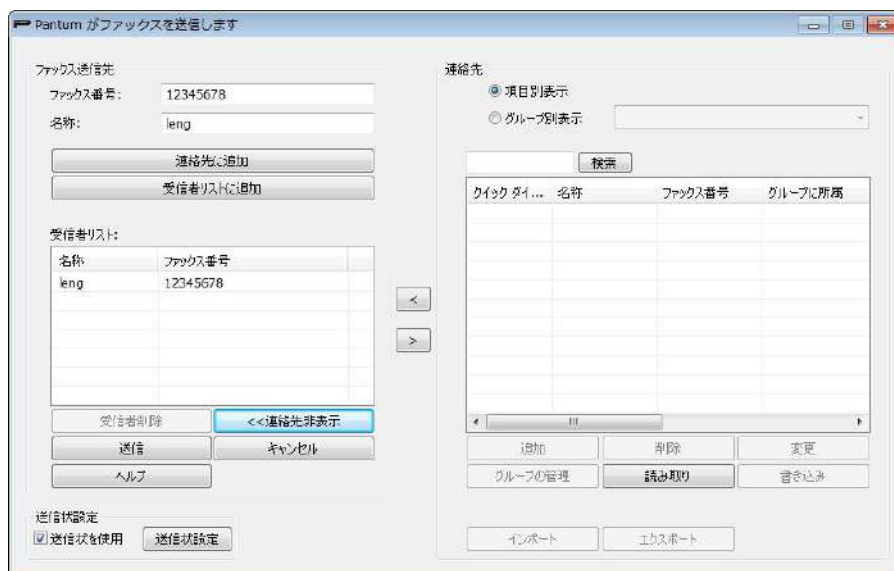 Pantum がファックスを送信します
ファックス送信先
ファックス番号: 12345678
名称: leng
連絡先に追加
受信者リストに追加
受信者リスト:
名称 ファックス番号
leng 12345678
受信者削除 <<連絡先非表示
送信 キャンセル
ヘルプ
送信状設定
送信状を使用 送信状設定
<
>
連絡先
項目別表示
グループ別表示
検索
クイック ダイ... 名称 ファックス番号 グループに所属
追加 削除 変更
グループの管理 読み取り 書き込み
インポート エクスポート